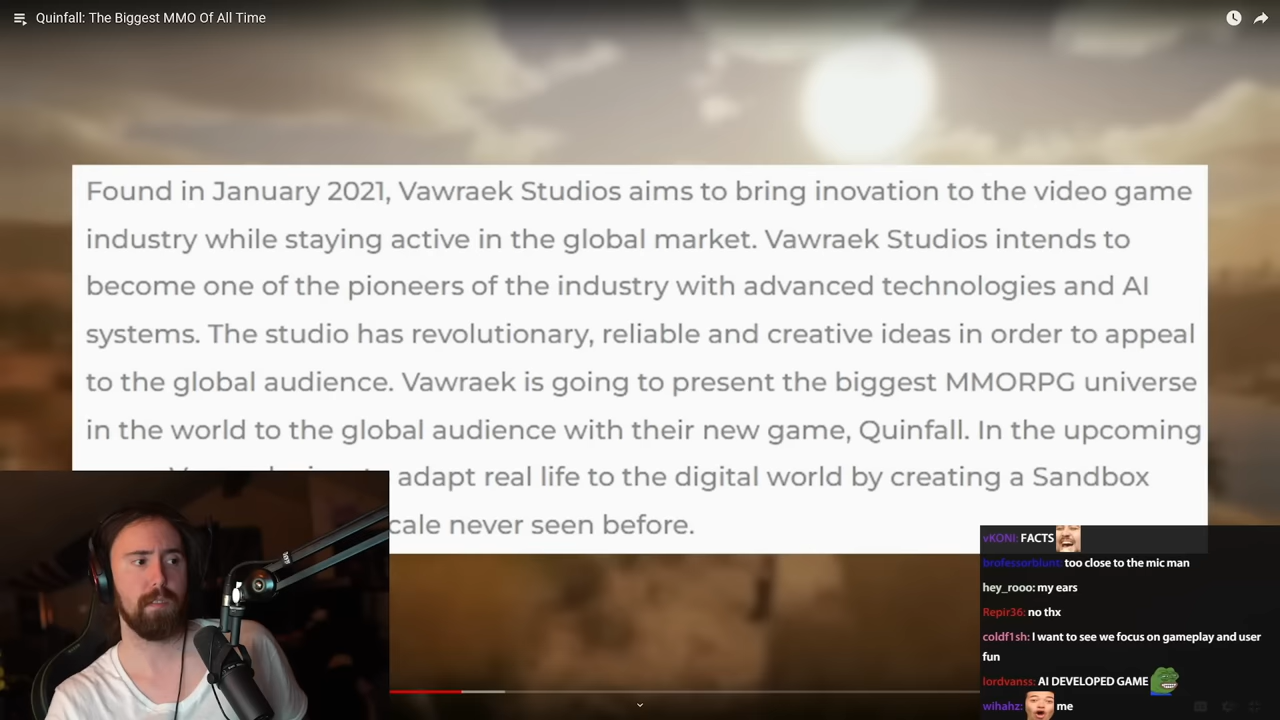 Quinfall: The Biggest MMO Of All Time
Found in January 2021, Vawraek Studios aims to bring inovation to the video game
industry while staying active in the global market. Vawraek Studios intends to
become one of the pioneers of the industry with advanced technologies and AI
systems. The studio has revolutionary, reliable and creative ideas in order to appeal
to the global audience. Vawraek is going to present the biggest MMORPG universe
in the world to the global audience with their new game, Quinfall. In the upcoming
adapt real life to the digital world by creating a Sandbox
cale never seen before.
vKONI: FACTS
brofessorblunt: too close to the mic man
hey_rooo: my ears
Repir36: no thx
coldf1sh: I want to see we focus on gameplay and user
fun
lordvanss: AI DEVELOPED GAME
wihahz: me